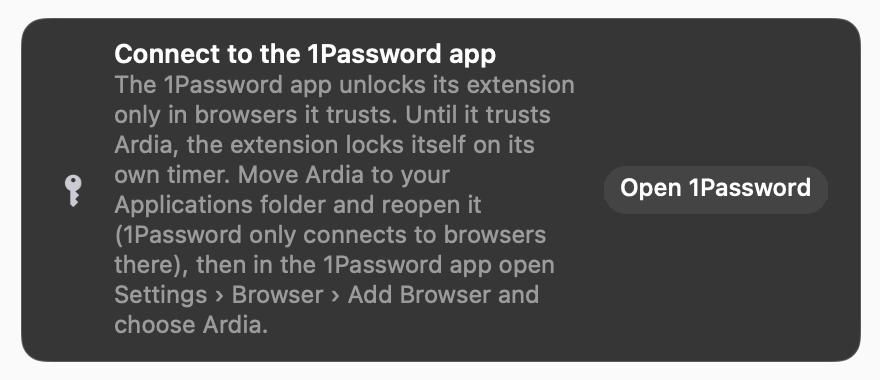 Connect to the 1Password app
The 1Password app unlocks its extension
only in browsers it trusts. Until it trusts
Ardia, the extension locks itself on its
own timer. Move Ardia to your
Applications folder and reopen it
(1Password only connects to browsers
there), then in the 1Password app open
Settings › Browser › Add Browser and
choose Ardia.
Open 1Password